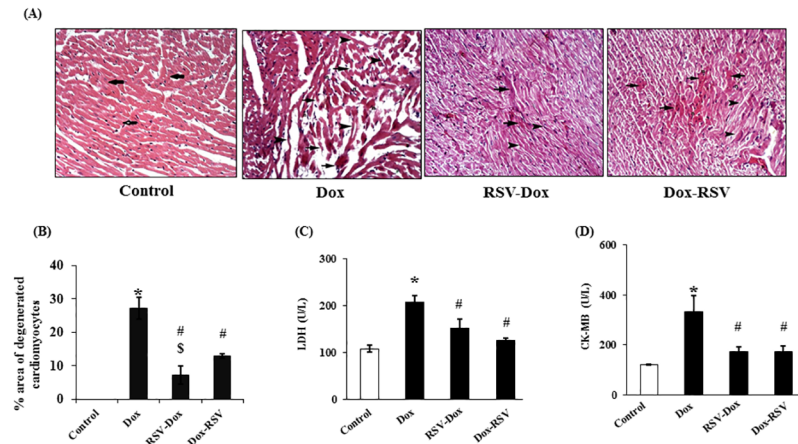 (A)
Control
Dox
RSV-Dox
Dox-RSV
(B)
% area of degenerated
cardiomyocytes
40
30
20
10
0
*
#
$
#
Control
Dox
RSV-Dox
Dox-RSV
(C)
LDH (U/L)
300
200
100
0
*
#
#
Control
Dox
RSV-Dox
Dox-RSV
(D)
CK-MB
(U/L)
600
400
200
0
*
#
#
Control
Dox
RSV-Dox
Dox-RSV